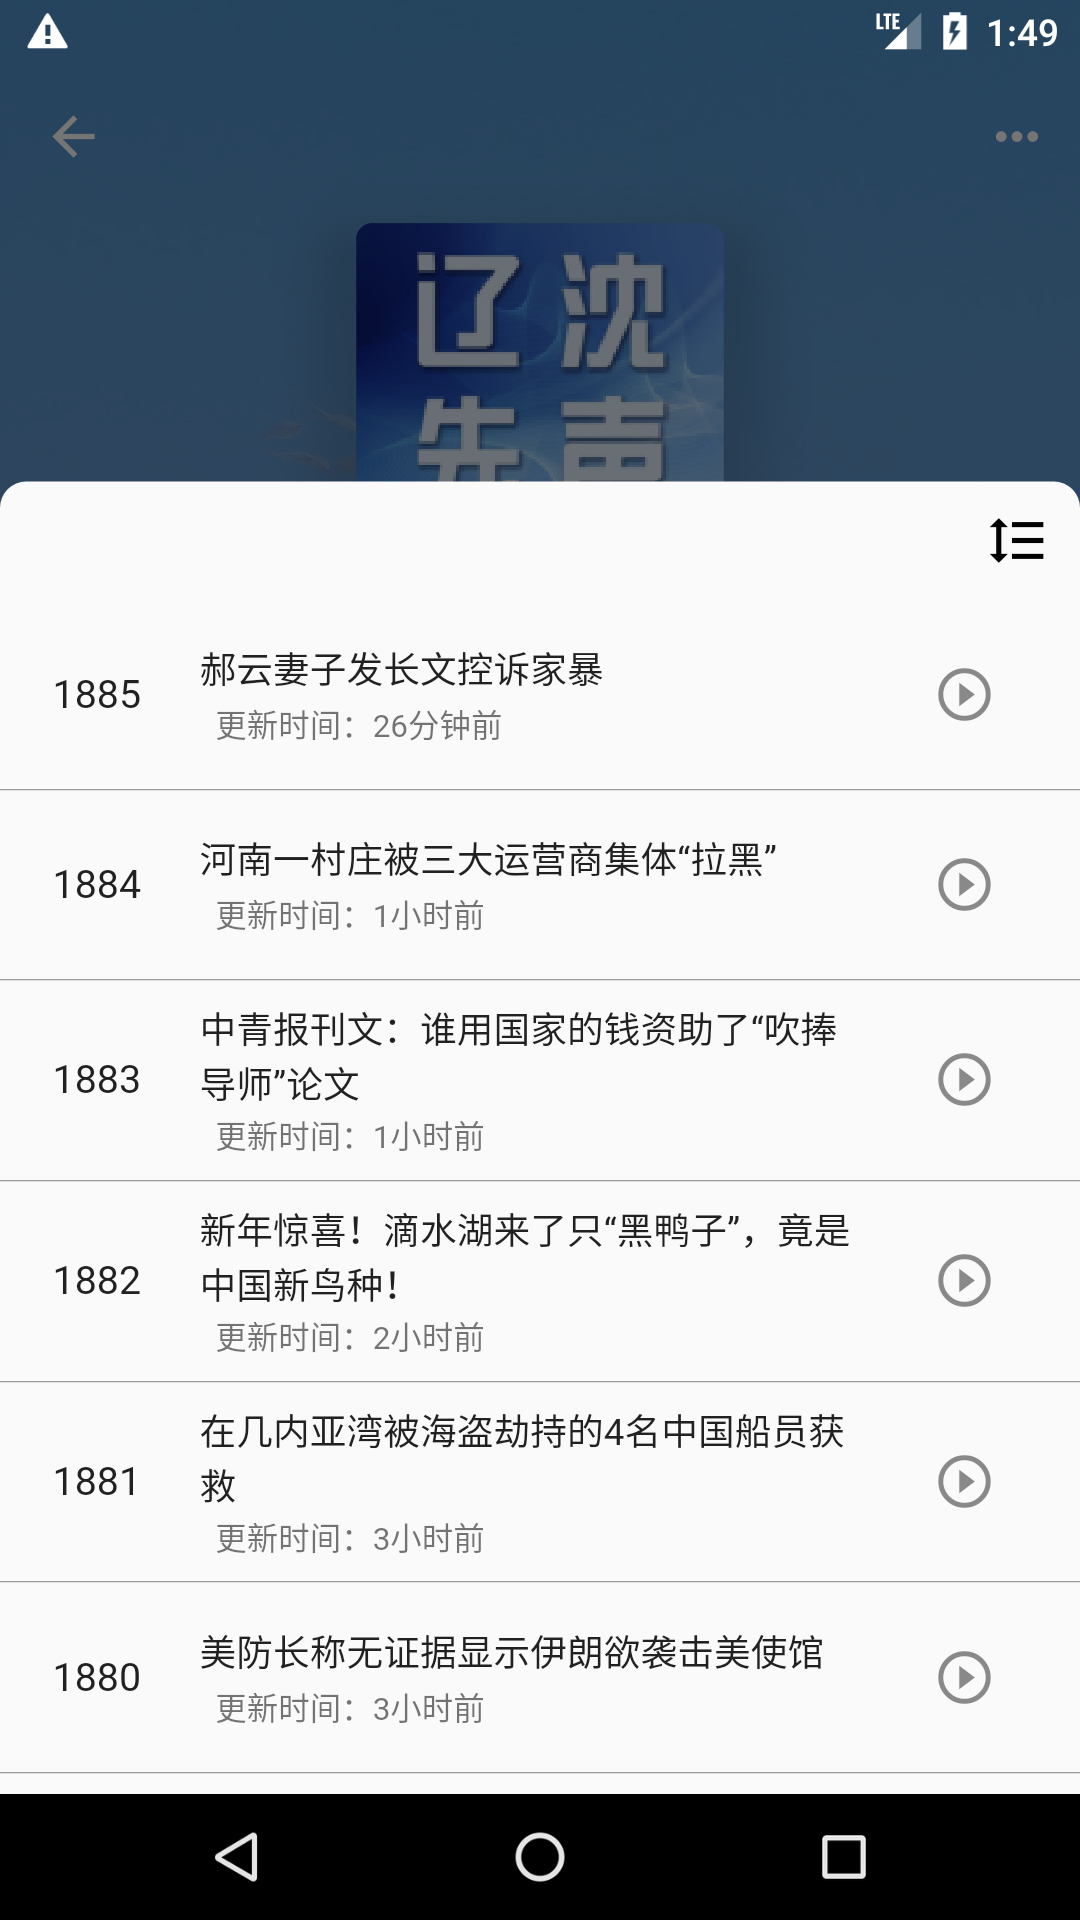 LTE 1:49
辽沈
先声
1885
郝云妻子发长文控诉家暴
更新时间：26分钟前
1884
河南一村庄被三大运营商集体“拉黑”
更新时间：1小时前
1883
中青报刊文：谁用国家的钱资助了“吹捧
导师”论文
更新时间：1小时前
1882
新年惊喜！滴水湖来了只“黑鸭子”，竟是
中国新鸟种！
更新时间：2小时前
1881
在几内亚湾被海盗劫持的4名中国船员获
救
更新时间：3小时前
1880
美防长称无证据显示伊朗欲袭击美使馆
更新时间：3小时前